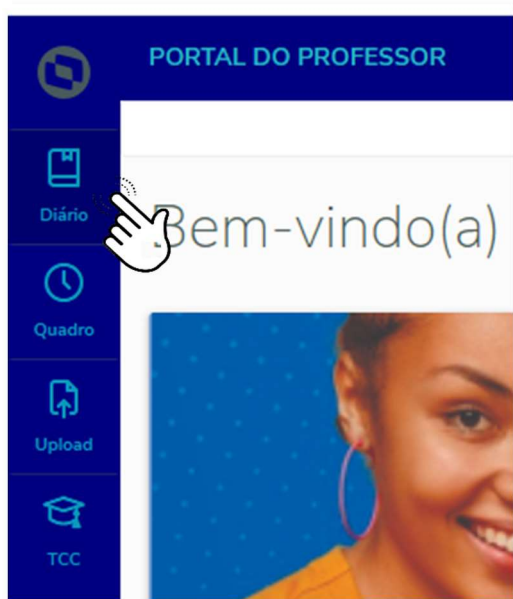 PORTAL DO PROFESSOR
Diário
Bem-vindo(a)
Quadro
Upload
TCC